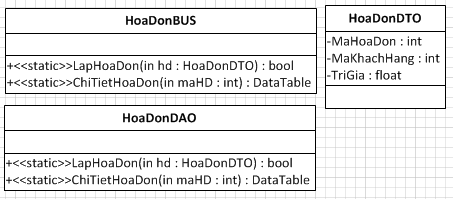 HoaDonBUS
+<<static>>LapHoaDon(in hd : HoaDonDTO) : bool
+<<static>>ChiTietHoaDon(in maHD : int) : DataTable
HoaDonDTO
-MaHoaDon : int
-MaKhachHang : int
-TriGia : float
HoaDonDAO
+<<static>>LapHoaDon(in hd : HoaDonDTO) : bool
+<<static>>ChiTietHoaDon(in maHD : int) : DataTable